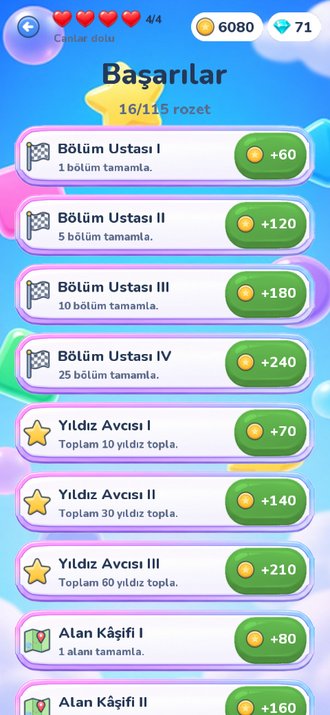 4/4
Canlar dolu
6080
71
Başarılar
16/115 rozet
Bölüm Ustası I
1 bölüm tamamla.
+60
Bölüm Ustası II
5 bölüm tamamla.
+120
Bölüm Ustası III
10 bölüm tamamla.
+180
Bölüm Ustası IV
25 bölüm tamamla.
+240
Yıldız Avcısı I
Toplam 10 yıldız topla.
+70
Yıldız Avcısı II
Toplam 30 yıldız topla.
+140
Yıldız Avcısı III
Toplam 60 yıldız topla.
+210
Alan Kâşifi I
1 alanı tamamla.
+80
Alan Kâşifi II
+160